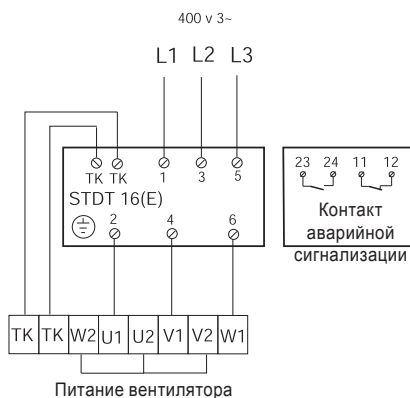 400 v 3~
L1 L2 L3
TK TK 1 3 5
STDT 16(E)
2 4 6
23 24 11 12
Контакт
аварийной
сигнализации
TK TK W2 U1 U2 V1 V2 W1
Питание вентилятора